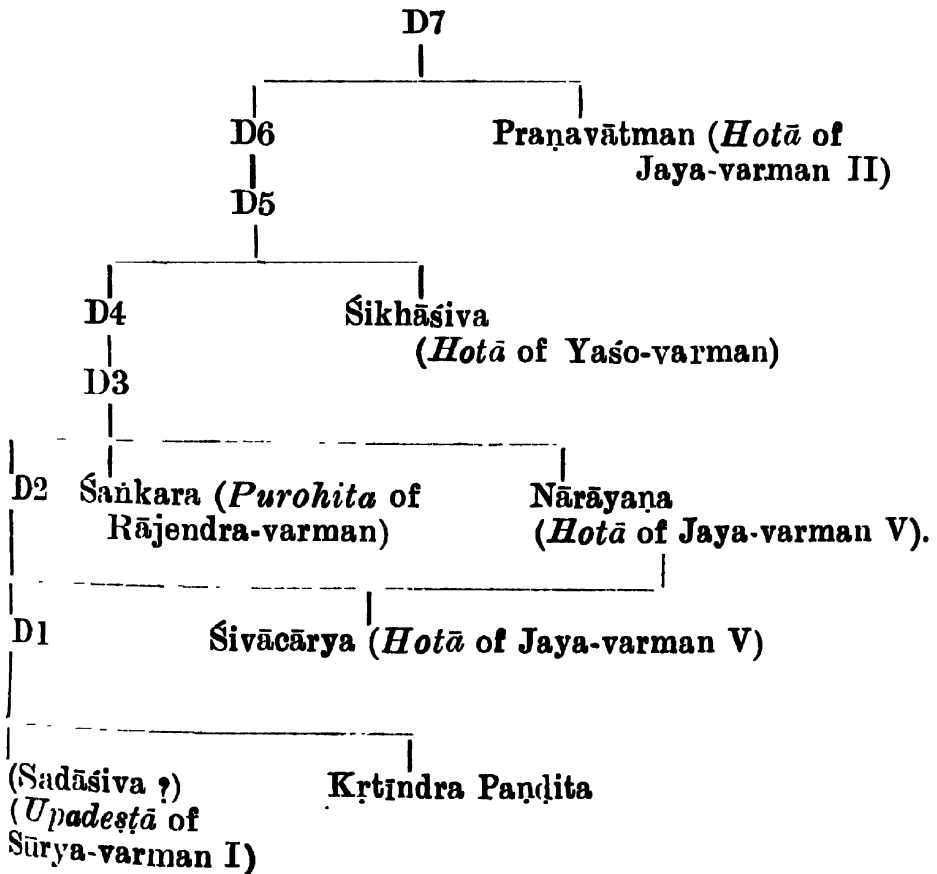 D7
D6 Praṇavātman (Hotā of
Jaya-varman II)
D5
D4 Śikhāśiva
(Hotā of Yaśo-varman)
D3
D2 Śaṅkara (Purohita of Nārāyaṇa
Rājendra-varman) (Hotā of Jaya-varman V).
D1 Śivācārya (Hotā of Jaya-varman V)
(Sadāśiva ?) Kṛtīndra Paṇḍita
(Upadeṣṭā of
Sūrya-varman I)